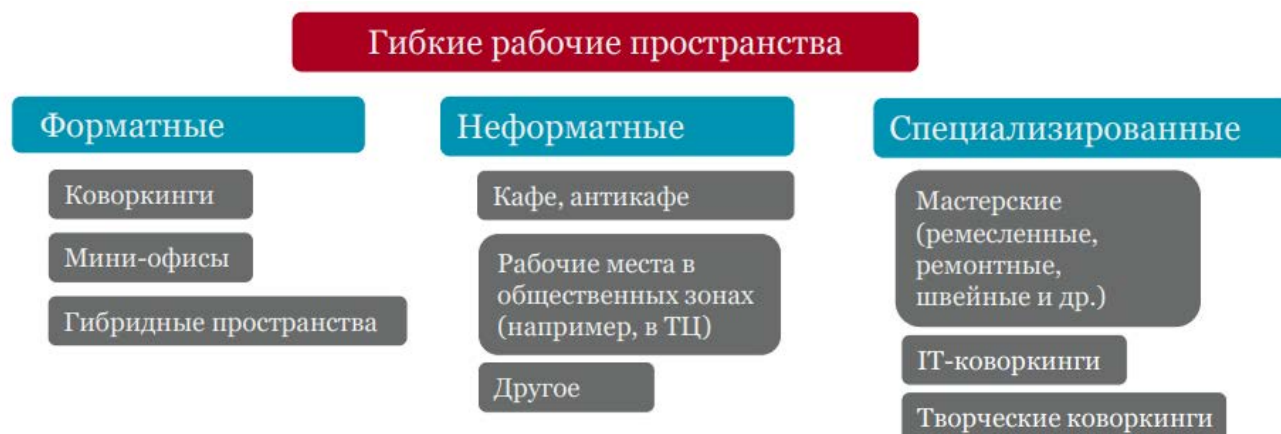 Гибкие рабочие пространства
Форматные
Коворкинги
Мини-офисы
Гибридные пространства
Неформатные
Кафе, антикафе
Рабочие места в
общественных зонах
(например, в ТЦ)
Другое
Специализированные
Мастерские
(ремесленные,
ремонтные,
швейные и др.)
IT-коворкинги
Творческие коворкинги